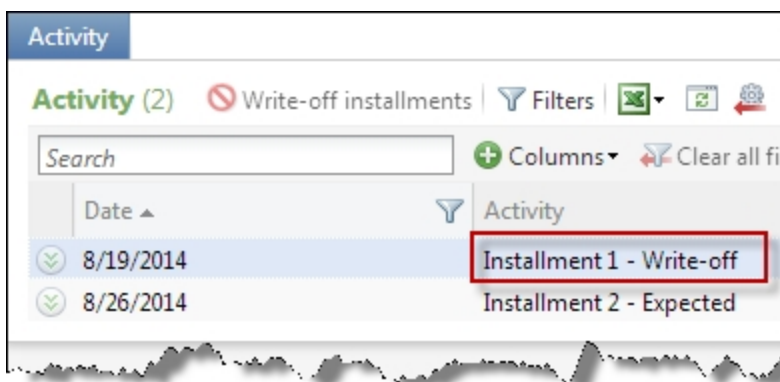 Activity
Activity (2) Write-off installments Filters
Search Columns Clear all
Date Activity
8/19/2014 Installment 1 - Write-off
8/26/2014 Installment 2 - Expected